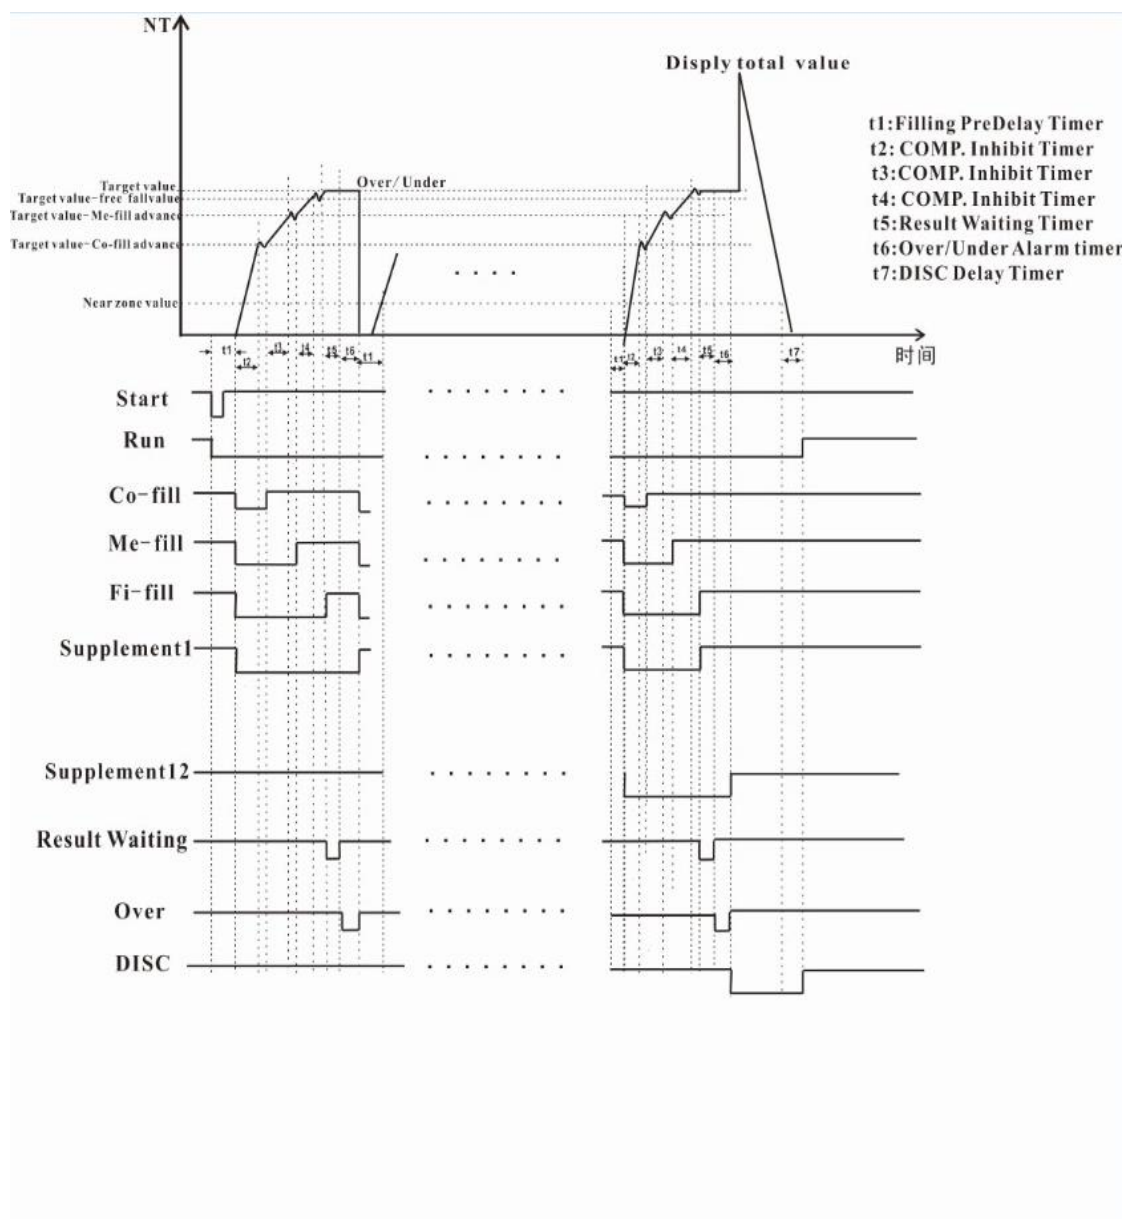 NT
Disply total value
t1:Filling PreDelay Timer
t2: COMP. Inhibit Timer
t3:COMP. Inhibit Timer
t4: COMP. Inhibit Timer
t5:Result Waiting Timer
t6:Over/Under Alarm timer
t7:DISC Delay Timer
Target value
Over/Under
Target value-free fallvalue
Target value-Me-fill advance
Target value-Co-fill advance
Near zone value
时间
t1 t3 t4 t5 t6 t1 t1 t2 t3 t4 t5 t6 t7
t2
Start
Run
Co-fill
Me-fill
Fi-fill
Supplement1
Supplement12
Result Waiting
Over
DISC